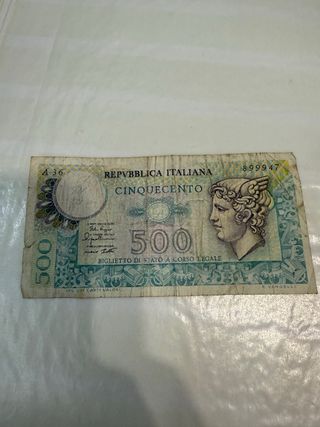 A 36 REPVBBLICA ITALIANA 899947
CINQUECENTO
500
500
BIGLIETTO DI STATO A CORSO LEGALE